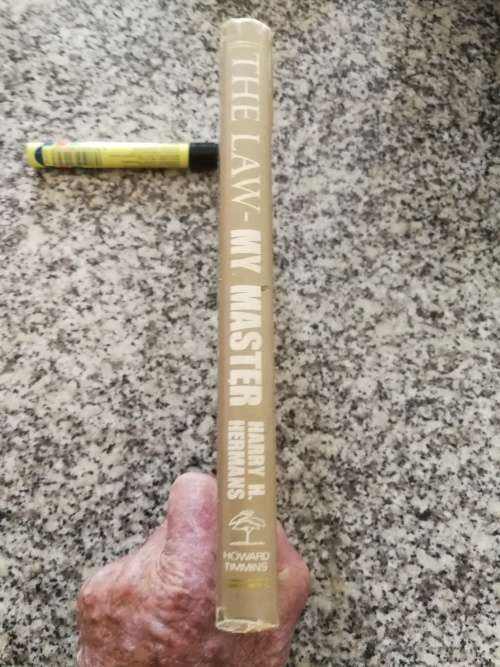 THE LAW - MY MASTER
HARRY H.
HERMANS
HOWARD
TIMMINS